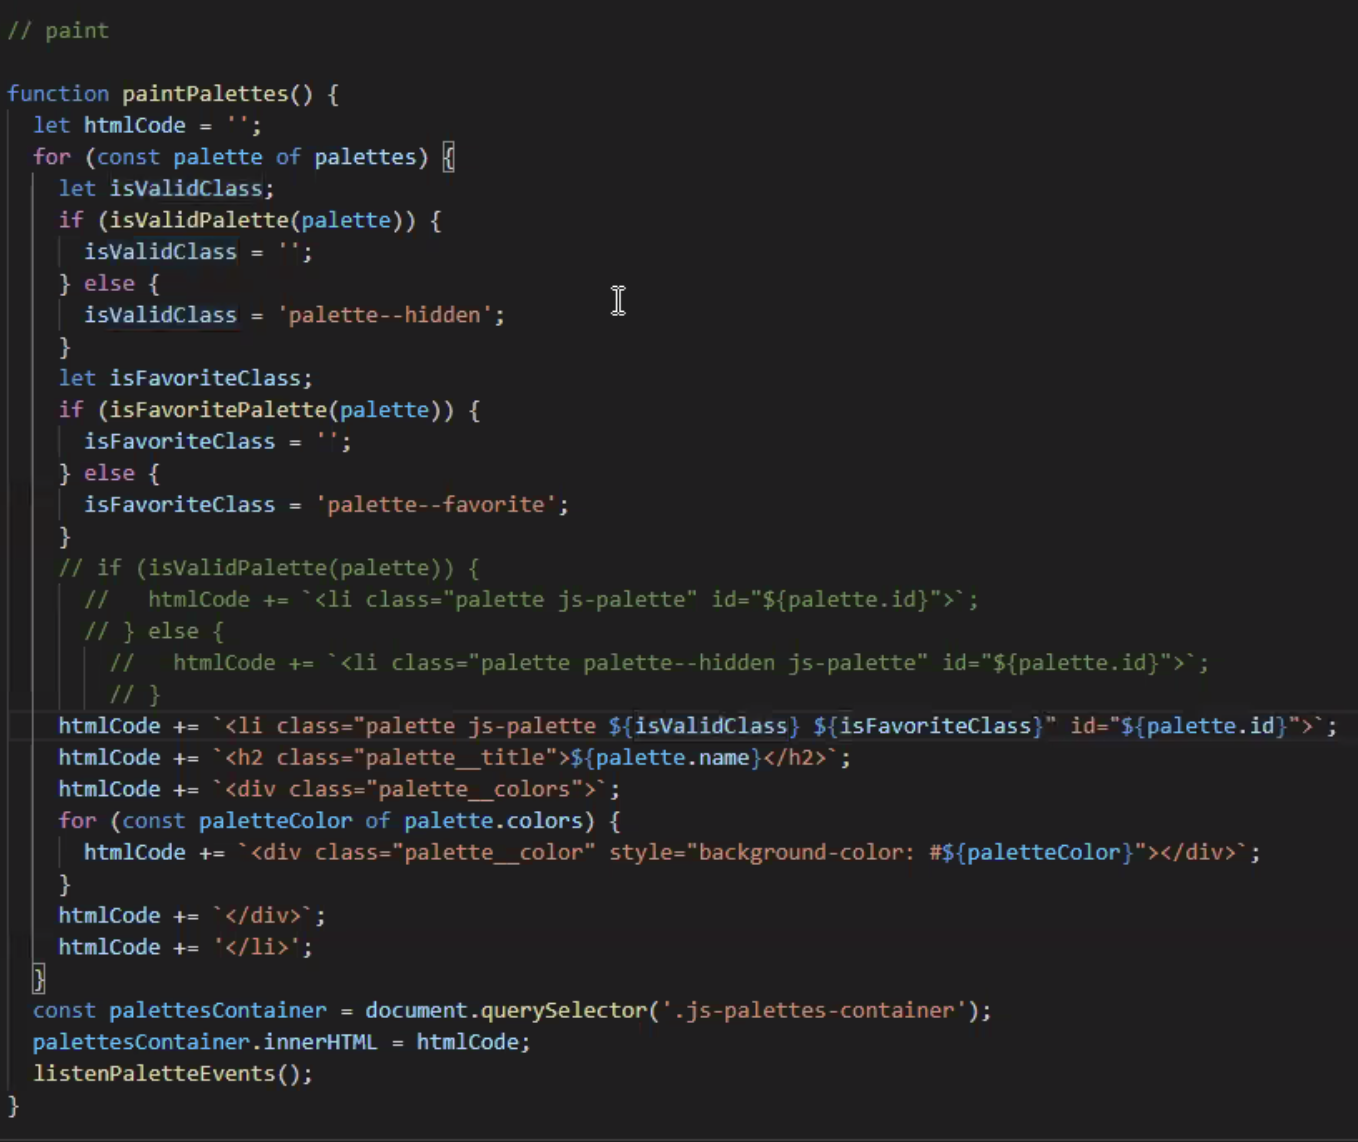 // paint
function paintPalettes() {
let htmlCode = '';
for (const palette of palettes) {
let isValidClass;
if (isValidPalette(palette)) {
isValidClass = '';
} else {
isValidClass = 'palette--hidden';
}
let isFavoriteClass;
if (isFavoritePalette(palette)) {
isFavoriteClass = '';
} else {
isFavoriteClass = 'palette--favorite';
}
// if (isValidPalette(palette)) {
//   htmlCode += `<li class="palette js-palette" id="${palette.id}">`;
// } else {
//   htmlCode += `<li class="palette palette--hidden js-palette" id="${palette.id}">`;
// }
htmlCode += `<li class="palette js-palette ${isValidClass} ${isFavoriteClass}" id="${palette.id}">`;
htmlCode += `<h2 class="palette__title">${palette.name}</h2>`;
htmlCode += `<div class="palette__colors">`;
for (const paletteColor of palette.colors) {
htmlCode += `<div class="palette__color" style="background-color: #${paletteColor}"></div>`;
}
htmlCode += `</div>`;
htmlCode += '</li>';
}
const palettesContainer = document.querySelector('.js-palettes-container');
palettesContainer.innerHTML = htmlCode;
listenPaletteEvents();
}